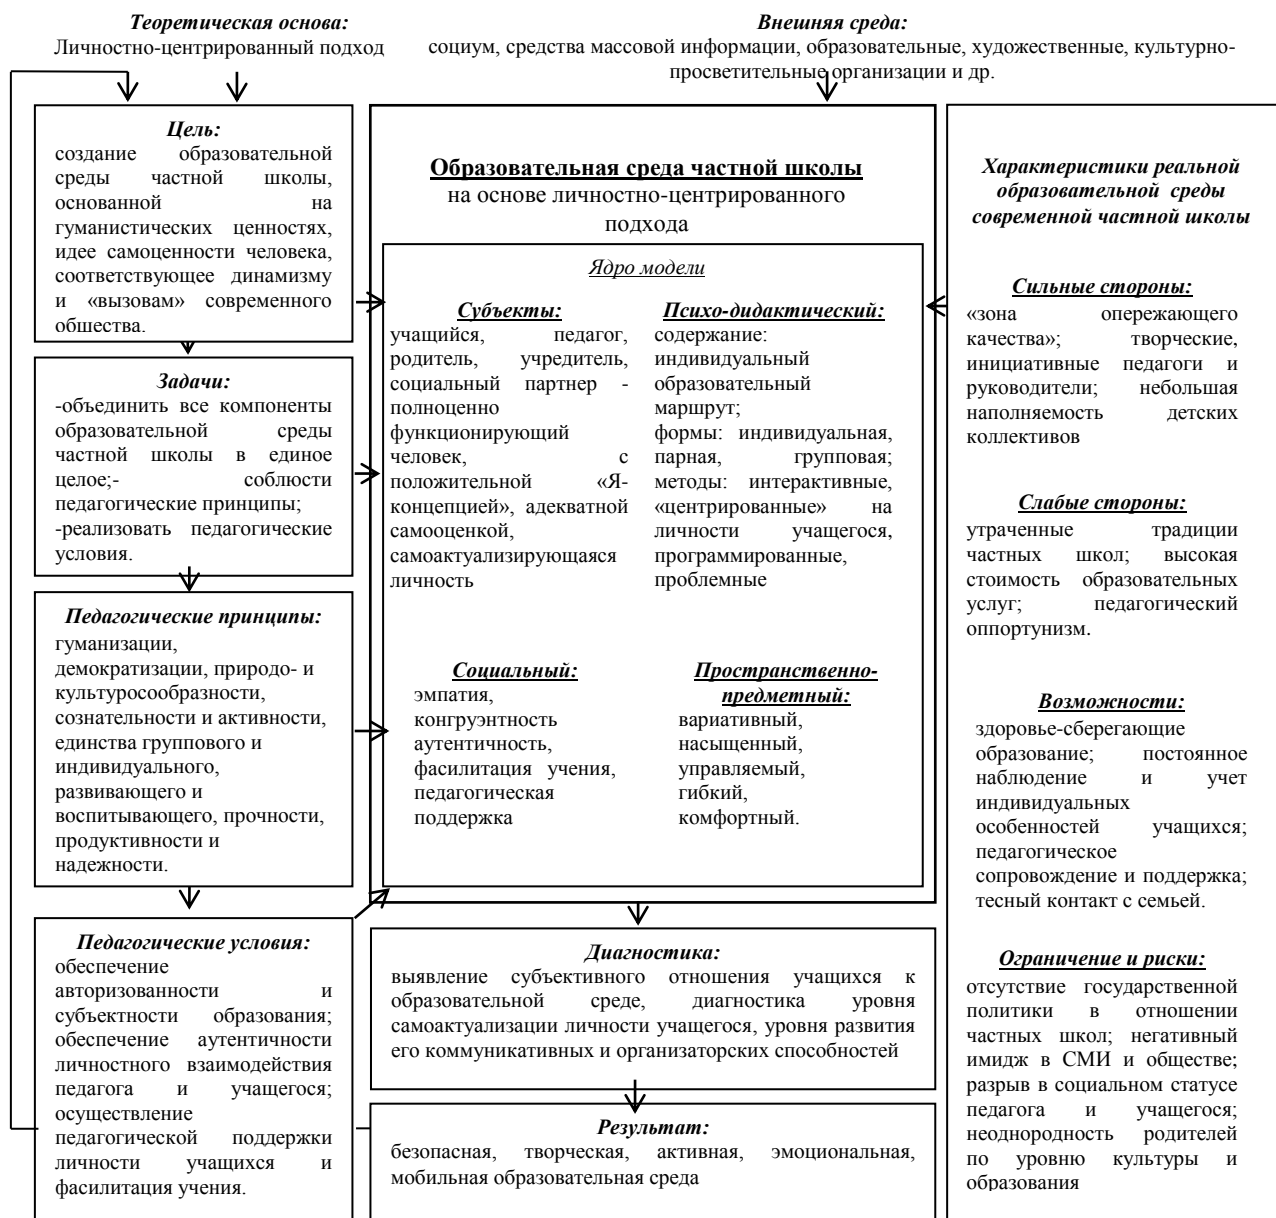 Теоретическая основа:
Личностно-центрированный подход
Внешняя среда:
социум, средства массовой информации, образовательные, художественные, культурно-
просветительные организации и др.
Цель:
создание образовательной
среды частной школы,
основанной на
гуманистических ценностях,
идее самоценности человека,
соответствующее динамизму
и «вызовам» современного
общества.
Задачи:
-объединить все компоненты
образовательной среды
частной школы в единое
целое;-
соблюсти
педагогические принципы;
-реализовать педагогические
условия.
Педагогические принципы:
гуманизации,
демократизации, природо- и
культуросообразности,
сознательности и активности,
единства группового и
индивидуального,
развивающего и
воспитывающего, прочности,
продуктивности и
надежности.
Педагогические условия:
обеспечение
авторизованности и
субъектности образования;
обеспечение аутентичности
личностного взаимодействия
педагога и учащегося;
осуществление
педагогической поддержки
личности учащихся и
фасилитация учения.
Образовательная среда частной школы
на основе личностно-центрированного
подхода
Ядро модели
Субъекты:
учащийся, педагог,
родитель, учредитель,
социальный партнер -
полноценно
функционирующий
человек, с
положительной «Я-
концепцией», адекватной
самооценкой,
самоактуализирующаяся
личность
Психо-дидактический:
содержание:
индивидуальный
образовательный
маршрут;
формы: индивидуальная,
парная, групповая;
методы: интерактивные,
«центрированные» на
личности учащегося,
программированные,
проблемные
Социальный:
эмпатия,
конгруэнтность
аутентичность,
фасилитация учения,
педагогическая
поддержка
Пространственно-
предметный:
вариативный,
насыщенный,
управляемый,
гибкий,
комфортный.
Диагностика:
выявление субъективного отношения учащихся к
образовательной среде, диагностика уровня
самоактуализации личности учащегося, уровня развития
его коммуникативных и организаторских способностей
Результат:
безопасная, творческая, активная, эмоциональная,
мобильная образовательная среда
Характеристики реальной
образовательной среды
современной частной школы
Сильные стороны:
«зона опережающего
качества»; творческие,
инициативные педагоги и
руководители; небольшая
наполняемость детских
коллективов
Слабые стороны:
утраченные традиции
частных школ; высокая
стоимость образовательных
услуг; педагогический
оппортунизм.
Возможности:
здоровье-сберегающие
образование; постоянное
наблюдение и учет
индивидуальных
особенностей учащихся;
педагогическое
сопровождение и поддержка;
тесный контакт с семьей.
Ограничение и риски:
отсутствие государственной
политики в отношении
частных школ; негативный
имидж в СМИ и обществе;
разрыв в социальном статусе
педагога и учащегося;
неоднородность родителей
по уровню культуры и
образования